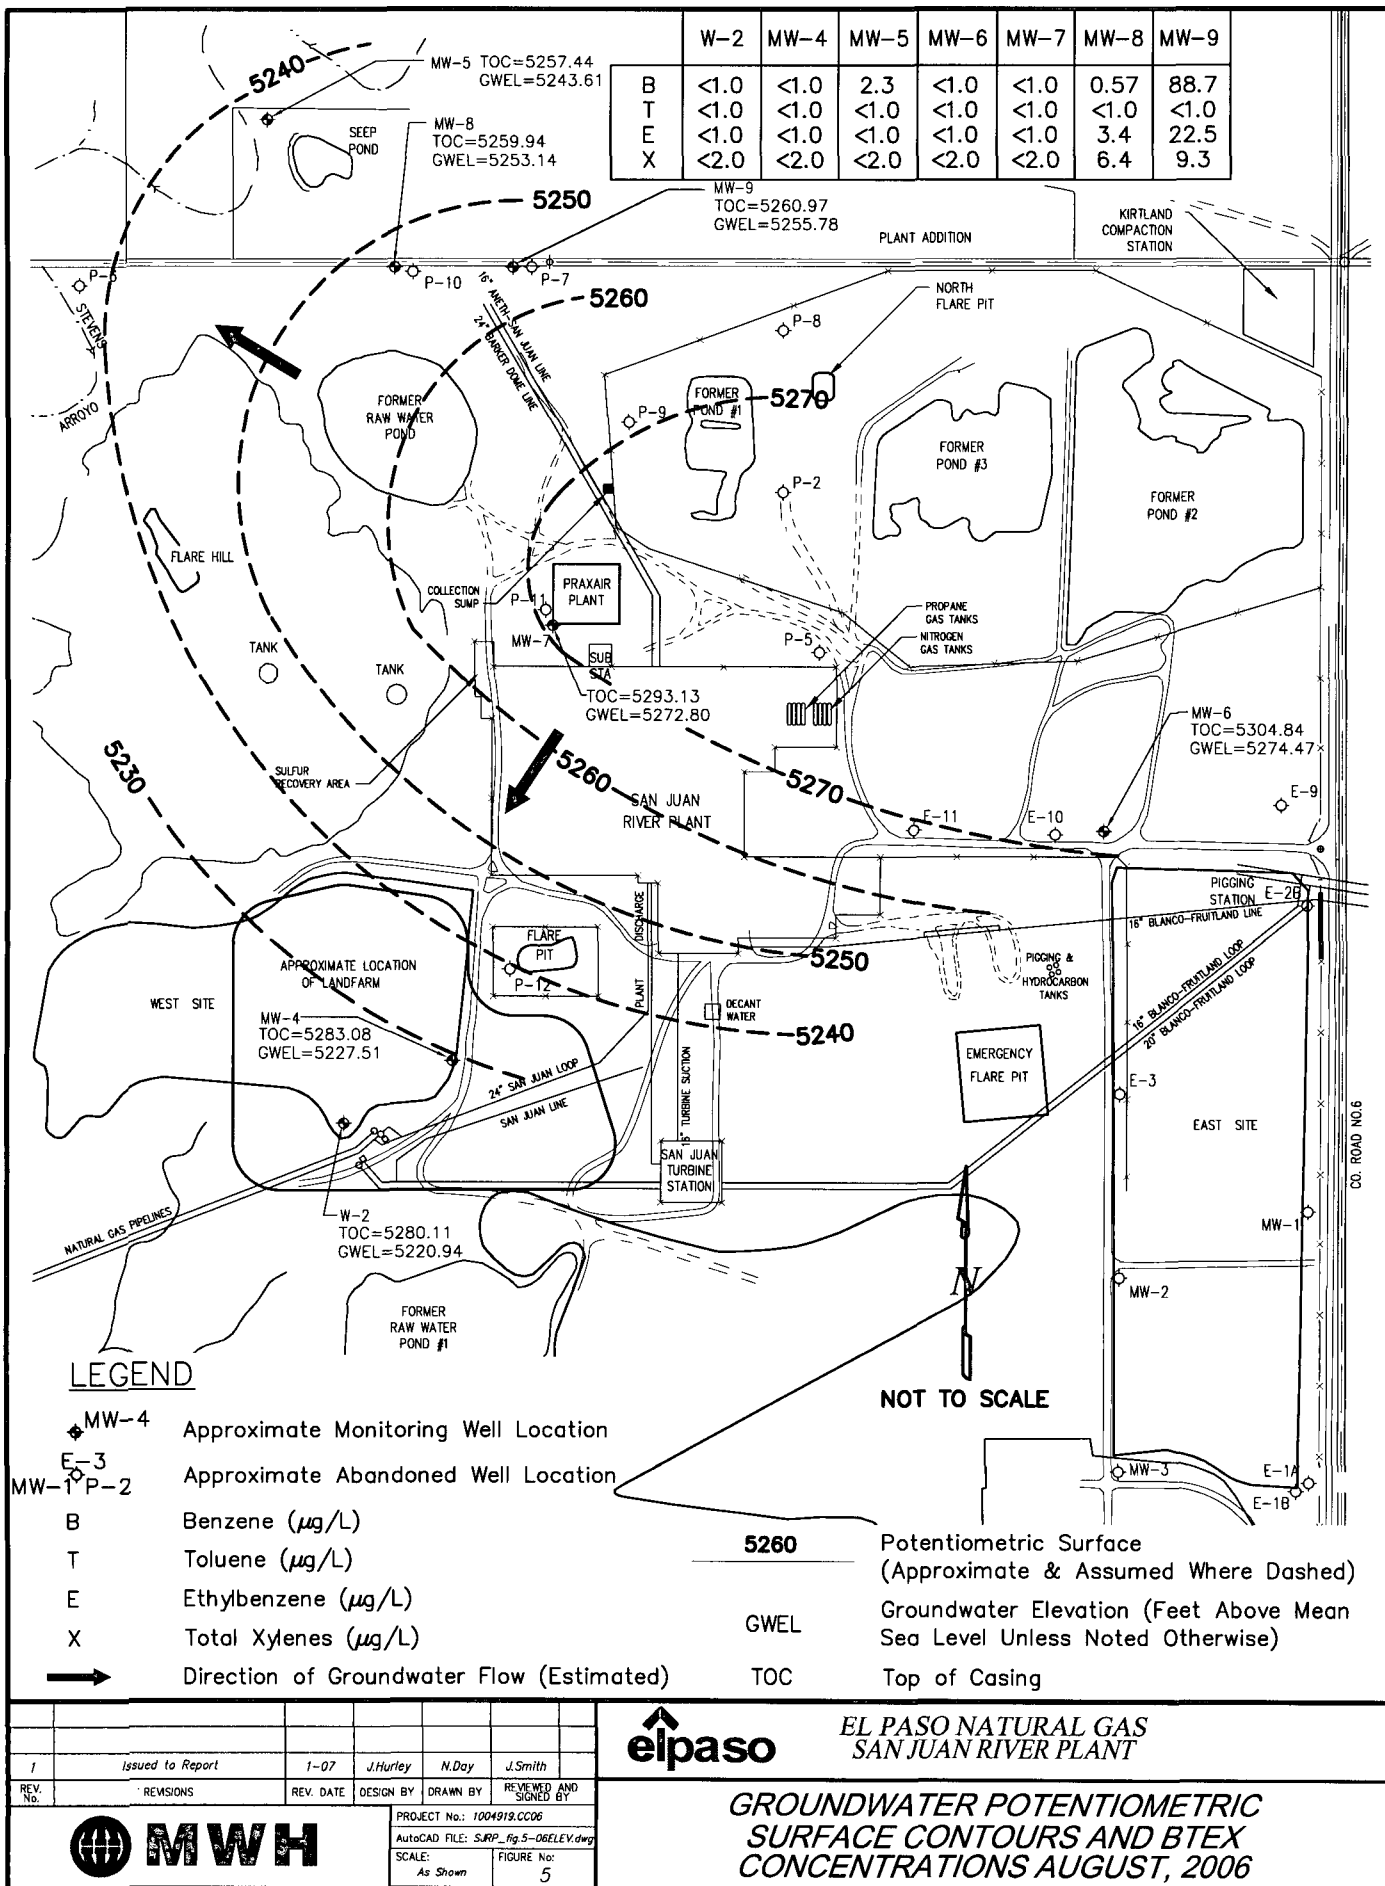 W-2 MW-4 MW-5 MW-6 MW-7 MW-8 MW-9
B <1.0 <1.0 2.3 <1.0 <1.0 0.57 88.7
T <1.0 <1.0 <1.0 <1.0 <1.0 <1.0 <1.0
E <1.0 <1.0 <1.0 <1.0 <1.0 3.4 22.5
X <2.0 <2.0 <2.0 <2.0 <2.0 6.4 9.3
5240
MW-5 TOC=5257.44
GWEL=5243.61
SEEP
POND
MW-8
TOC=5259.94
GWEL=5253.14
5250
MW-9
TOC=5260.97
GWEL=5255.78
PLANT ADDITION
KIRTLAND
COMPACTION
STATION
P-6
P-10
P-7
STEVENS
ARROYO
16" ANETH-SAN JUAN LINE
24" BARKER DOME LINE
5260
P-8
NORTH
FLARE PIT
FORMER
RAW WATER
POND
P-9
FORMER
POND #1
5270
FORMER
POND #3
P-2
FORMER
POND #2
FLARE HILL
COLLECTION
SUMP
P-11
PRAXAIR
PLANT
MW-7
SUB
STA
PROPANE
GAS TANKS
NITROGEN
GAS TANKS
P-5
TANK
TANK
TOC=5293.13
GWEL=5272.80
MW-6
TOC=5304.84
GWEL=5274.47
5230
SULFUR
RECOVERY AREA
5260
SAN JUAN
RIVER PLANT
5270
E-9
E-11
E-10
PIGGING
STATION
E-2B
16" BLANCO-FRUITLAND LINE
DISCHARGE
PLANT
FLARE
PIT
P-12
5250
APPROXIMATE LOCATION
OF LANDFARM
WEST SITE
PIGGING &
HYDROCARBON
TANKS
16" BLANCO-FRUITLAND LOOP
20" BLANCO-FRUITLAND LOOP
DECANT
WATER
5240
MW-4
TOC=5283.08
GWEL=5227.51
EMERGENCY
FLARE PIT
E-3
24" SAN JUAN LOOP
SAN JUAN LINE
16" TURBINE SUCTION
EAST SITE
CO. ROAD NO.6
SAN JUAN
TURBINE
STATION
NATURAL GAS PIPELINES
W-2
TOC=5280.11
GWEL=5220.94
MW-1
MW-2
N
FORMER
RAW WATER
POND #1
NOT TO SCALE
MW-3
E-1A
E-1B
LEGEND
MW-4 Approximate Monitoring Well Location
E-3
MW-1 P-2 Approximate Abandoned Well Location
B Benzene (µg/L)
T Toluene (µg/L)
E Ethylbenzene (µg/L)
X Total Xylenes (µg/L)
Direction of Groundwater Flow (Estimated)
5260 Potentiometric Surface
(Approximate & Assumed Where Dashed)
GWEL Groundwater Elevation (Feet Above Mean
Sea Level Unless Noted Otherwise)
TOC Top of Casing
1 Issued to Report 1-07 J.Hurley N.Day J.Smith
REV. No. REVISIONS REV. DATE DESIGN BY DRAWN BY REVIEWED AND SIGNED BY
MWH
PROJECT No.: 1004919.CC06
AutoCAD FILE: SJRP_fig.5-06ELEV.dwg
SCALE: As Shown
FIGURE No: 5
elpaso
EL PASO NATURAL GAS
SAN JUAN RIVER PLANT
GROUNDWATER POTENTIOMETRIC
SURFACE CONTOURS AND BTEX
CONCENTRATIONS AUGUST, 2006